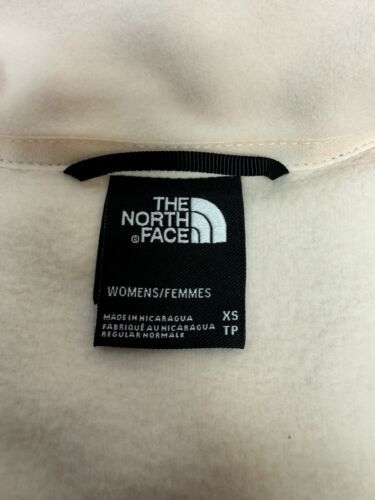 THE
NORTH
FACE®
WOMENS/FEMMES
MADE IN NICARAGUA XS
FABRIQUÉ AU NICARAGUA TP
REGULAR NORMALE